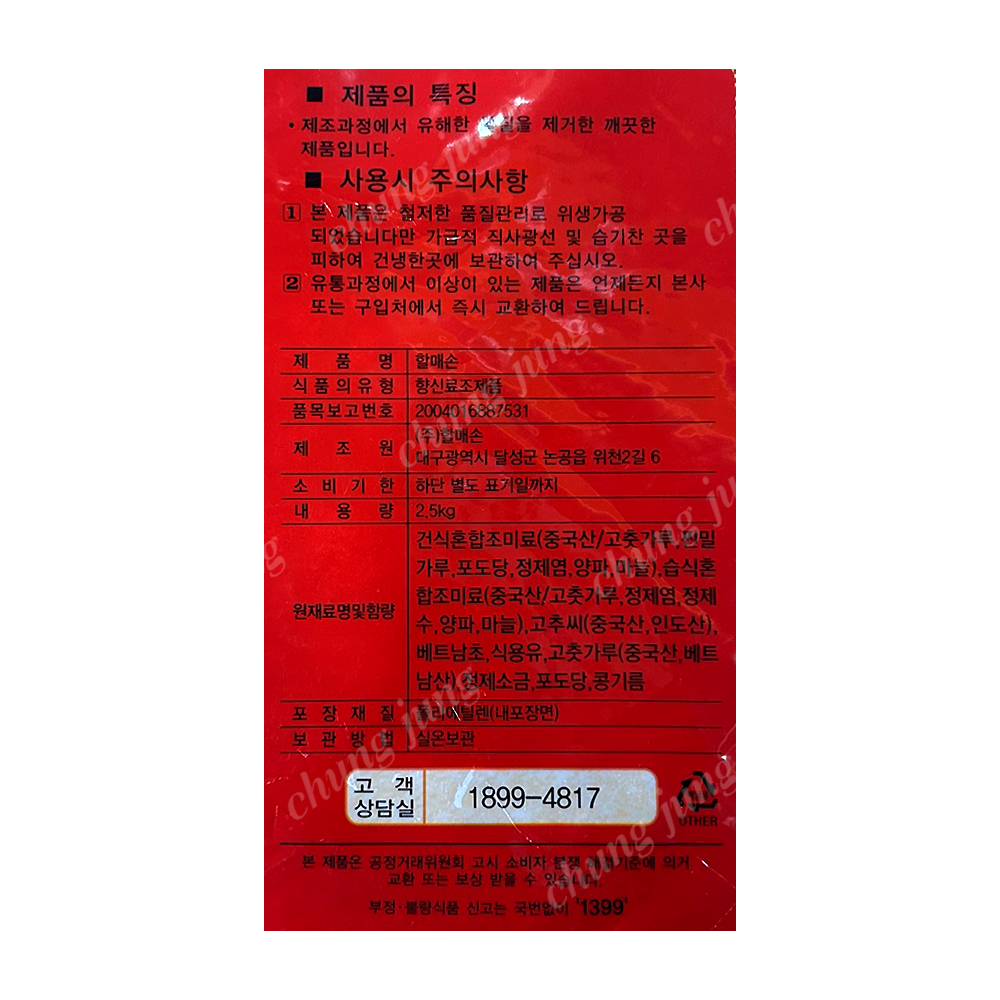 ■ 제품의 특징
• 제조과정에서 유해한 물질을 제거한 깨끗한
제품입니다.
■ 사용시 주의사항
1 본 제품은 철저한 품질관리로 위생가공
되었습니다만 가급적 직사광선 및 습기찬 곳을
피하여 건냉한곳에 보관하여 주십시오.
2 유통과정에서 이상이 있는 제품은 언제든지 본사
또는 구입처에서 즉시 교환하여 드립니다.
제품명 할매손
식품의유형 향신료조제품
품목보고번호 2004016887531
제조원 (주)할매손
대구광역시 달성군 논공읍 위천2길 6
소비기한 하단 별도 표기일까지
내용량 2.5kg
원재료명및함량 건식혼합조미료(중국산/고춧가루,밀
가루,포도당,정제염,양파,마늘),습식혼
합조미료(중국산/고춧가루,정제염,정제
수,양파,마늘),고추씨(중국산,인도산),
베트남초,식용유,고춧가루(중국산,베트
남산),정제소금,포도당,콩기름
포장재질 폴리에틸렌(내포장면)
보관방법 실온보관
고객
상담실 1899-4817
OTHER
본 제품은 공정거래위원회 고시 소비자 분쟁 해결기준에 의거
교환 또는 보상 받을 수 있습니다.
부정·불량식품 신고는 국번없이 '1399'
chung jung
chung jung
chung jung
chung jung
chung jung
chung jung